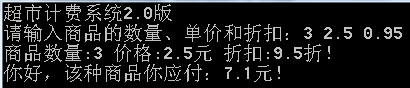 超市计费系统2.0版
请输入商品的数量、单价和折扣：3 2.5 0.95
商品数量:3 价格:2.5元 折扣:9.5折!
你好，该种商品你应付：7.1元!